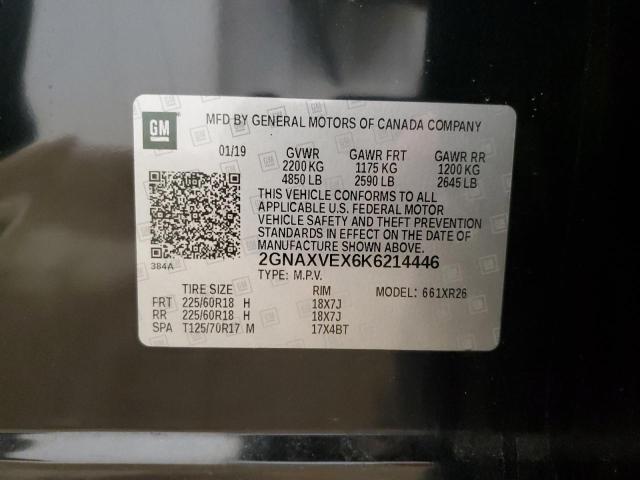 GM
MFD BY GENERAL MOTORS OF CANADA COMPANY
01/19 GVWR GAWR FRT GAWR RR
2200 KG 1175 KG 1200 KG
4850 LB 2590 LB 2645 LB
THIS VEHICLE CONFORMS TO ALL
APPLICABLE U.S. FEDERAL MOTOR
VEHICLE SAFETY AND THEFT PREVENTION
STANDARDS IN EFFECT ON THE DATE OF
MANUFACTURE SHOWN ABOVE.
384A
2GNAXVEX6K6214446
TYPE: M.P.V.
TIRE SIZE RIM MODEL: 661XR26
FRT 225/60R18 H 18X7J
RR 225/60R18 H 18X7J
SPA T125/70R17 M 17X4BT